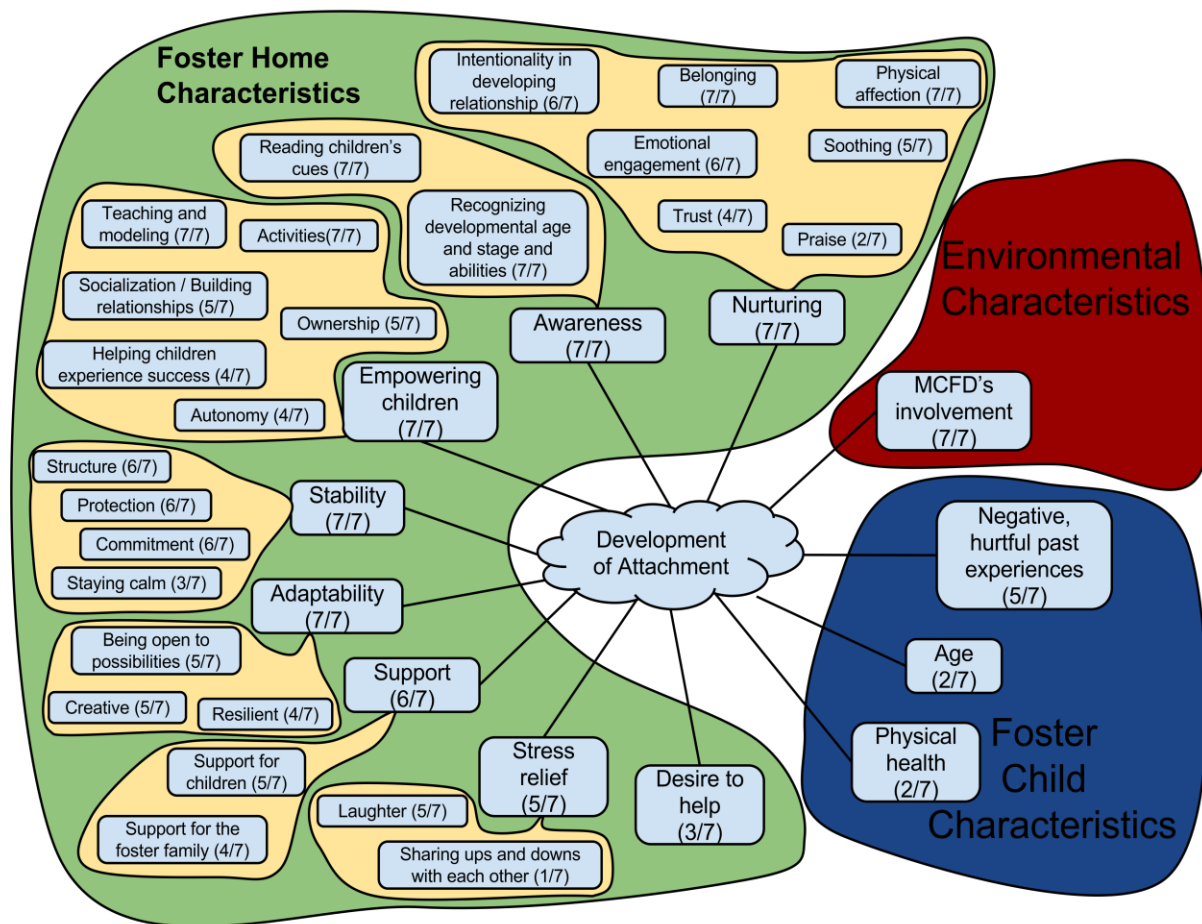 Foster Home
Characteristics
Intentionality in
developing
relationship (6/7)
Belonging
(7/7)
Physical
affection (7/7)
Emotional
engagement (6/7)
Soothing (5/7)
Trust (4/7)
Praise (2/7)
Nurturing
(7/7)
Reading children's
cues (7/7)
Recognizing
developmental age
and stage and
abilities (7/7)
Awareness
(7/7)
Teaching and
modeling (7/7)
Activities(7/7)
Socialization / Building
relationships (5/7)
Ownership (5/7)
Helping children
experience success (4/7)
Autonomy (4/7)
Empowering
children
(7/7)
Structure (6/7)
Protection (6/7)
Commitment (6/7)
Staying calm (3/7)
Stability
(7/7)
Adaptability
(7/7)
Being open to
possibilities (5/7)
Creative (5/7)
Resilient (4/7)
Support
(6/7)
Support for
children (5/7)
Support for the
foster family (4/7)
Stress
relief
(5/7)
Laughter (5/7)
Sharing ups and downs
with each other (1/7)
Desire to
help
(3/7)
Development
of Attachment
Environmental
Characteristics
MCFD's
involvement
(7/7)
Negative,
hurtful past
experiences
(5/7)
Age
(2/7)
Physical
health
(2/7)
Foster
Child
Characteristics